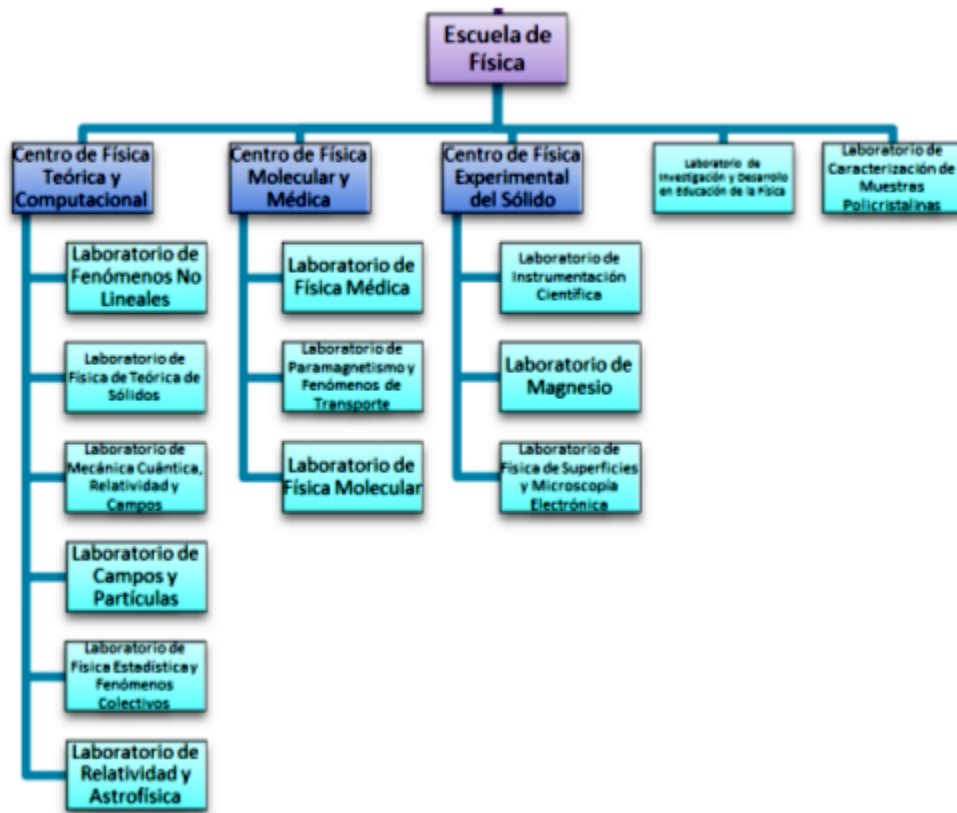 Escuela de
Física
Centro de Física
Teórica y
Computacional
Centro de Física
Molecular y
Médica
Centro de Física
Experimental
del Sólido
Laboratorio de
Investigación y Desarrollo
en Educación de la Física
Laboratorio de
Caracterización de
Muestras
Policristalinas
Laboratorio de
Fenómenos No
Lineales
Laboratorio de
Física de Teórica de
Sólidos
Laboratorio de
Mecánica Cuántica,
Relatividad y
Campos
Laboratorio de
Campos y
Partículas
Laboratorio de
Física Estadística y
Fenómenos
Colectivos
Laboratorio de
Relatividad y
Astrofísica
Laboratorio de
Física Médica
Laboratorio de
Paramagnetismo y
Fenómenos de
Transporte
Laboratorio de
Física Molecular
Laboratorio de
Instrumentación
Científica
Laboratorio de
Magnesio
Laboratorio de
Física de Superficies
y Microscopía
Electrónica